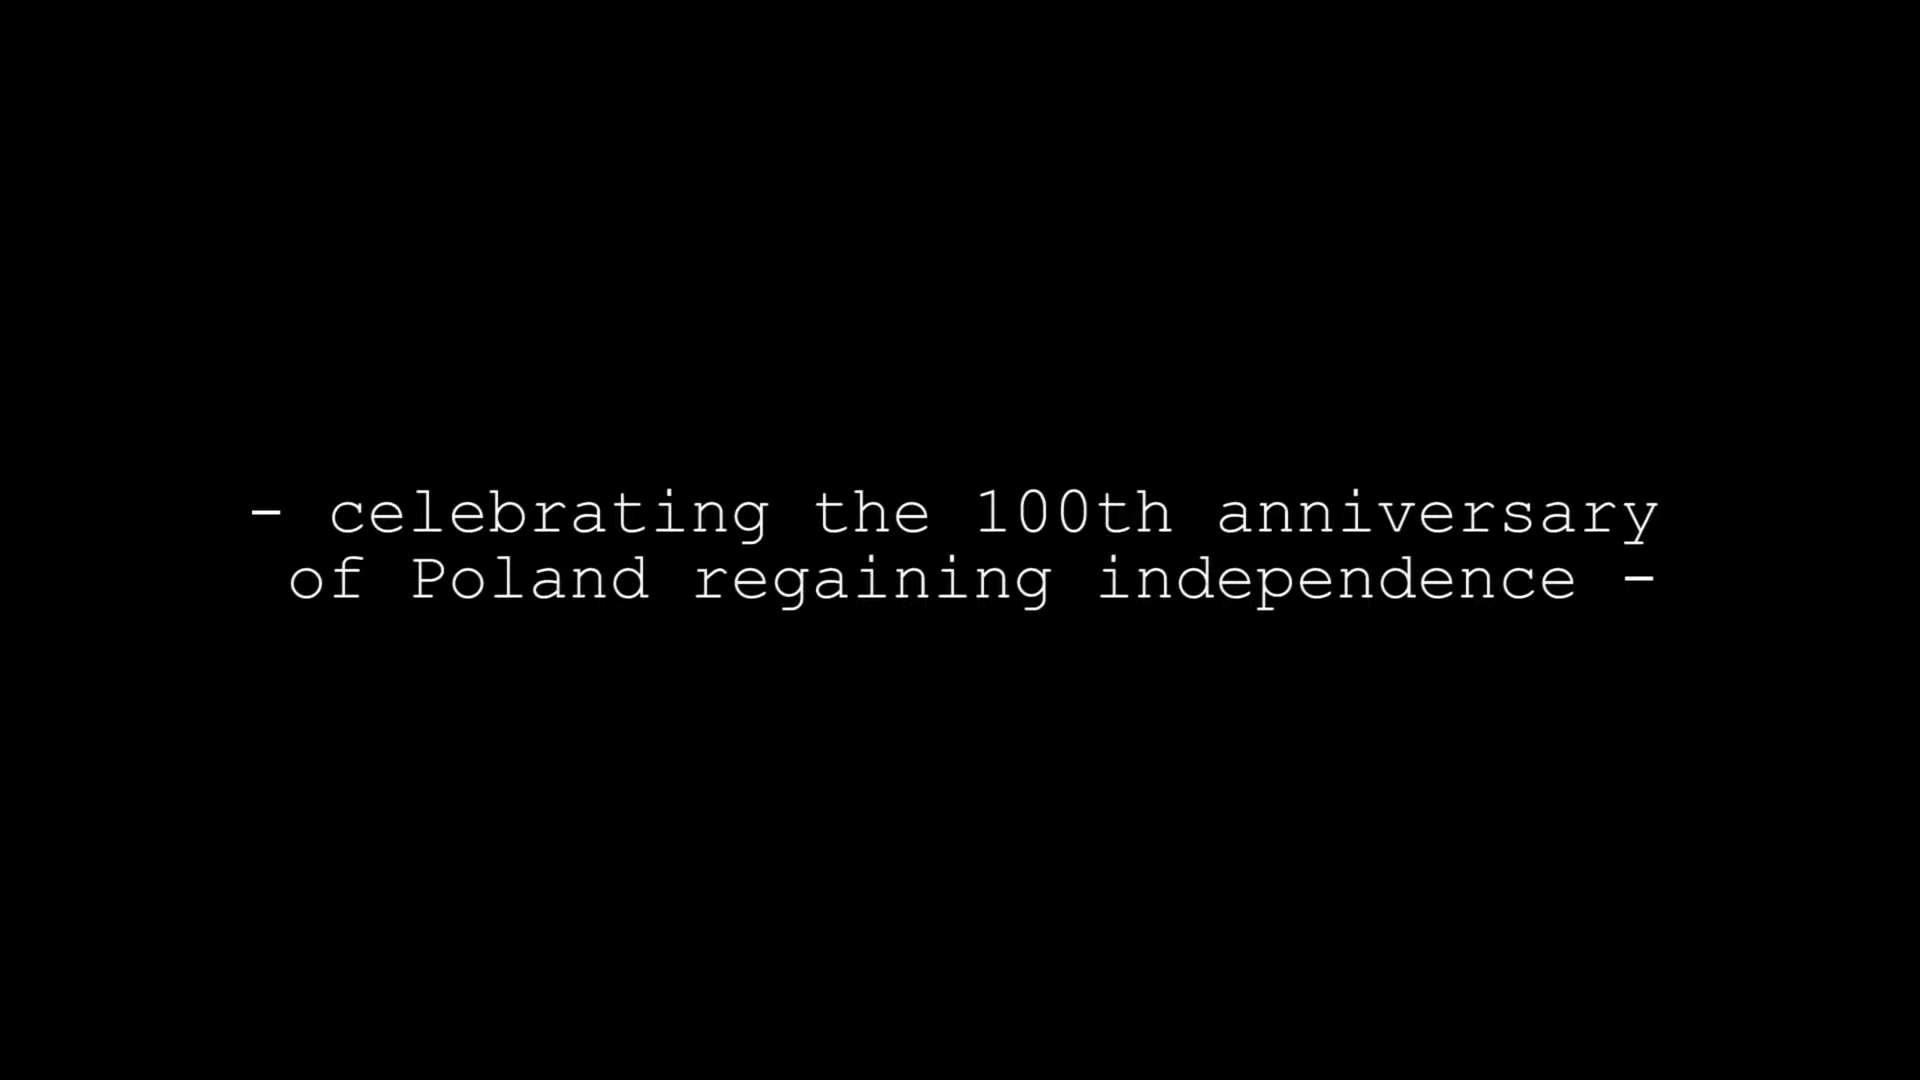 - celebrating the 100th anniversary
of Poland regaining independence -